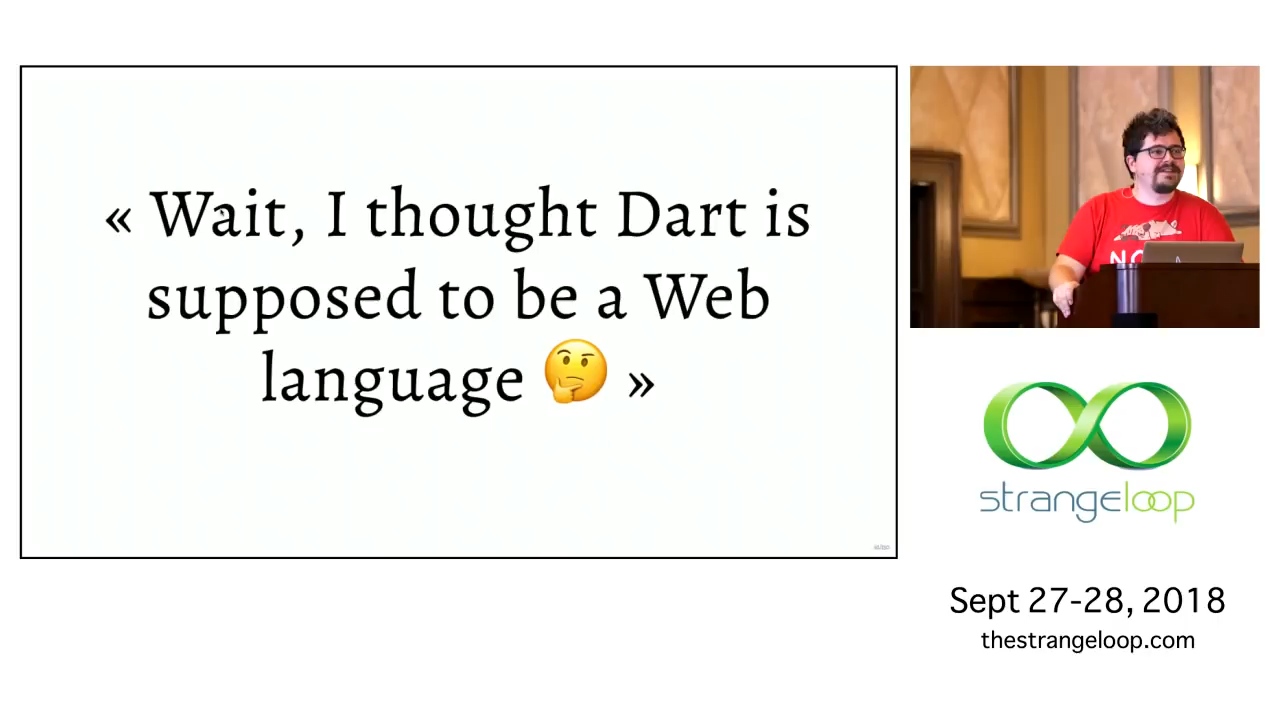 « Wait, I thought Dart is
supposed to be a Web
language 🤔 »
strangeloop
Sept 27-28, 2018
thestrangeloop.com